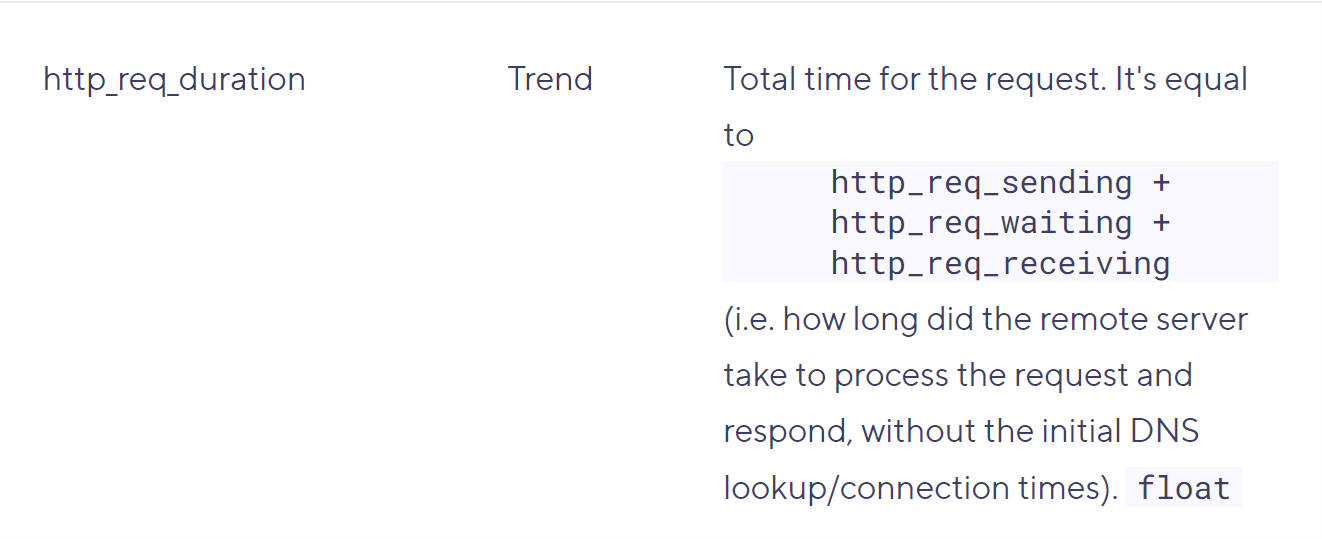 http_req_duration Trend Total time for the request. It's equal
to
http_req_sending +
http_req_waiting +
http_req_receiving
(i.e. how long did the remote server
take to process the request and
respond, without the initial DNS
lookup/connection times). float